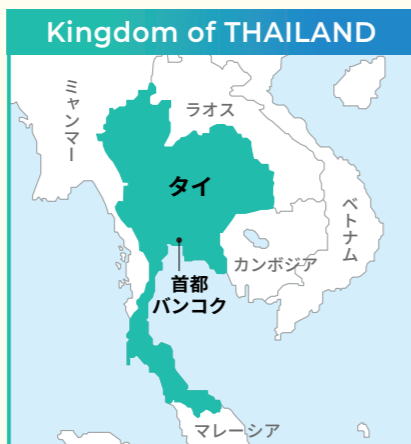 Kingdom of THAILAND
ミャンマー
ラオス
タイ
ベトナム
カンボジア
首都
バンコク
マレーシア